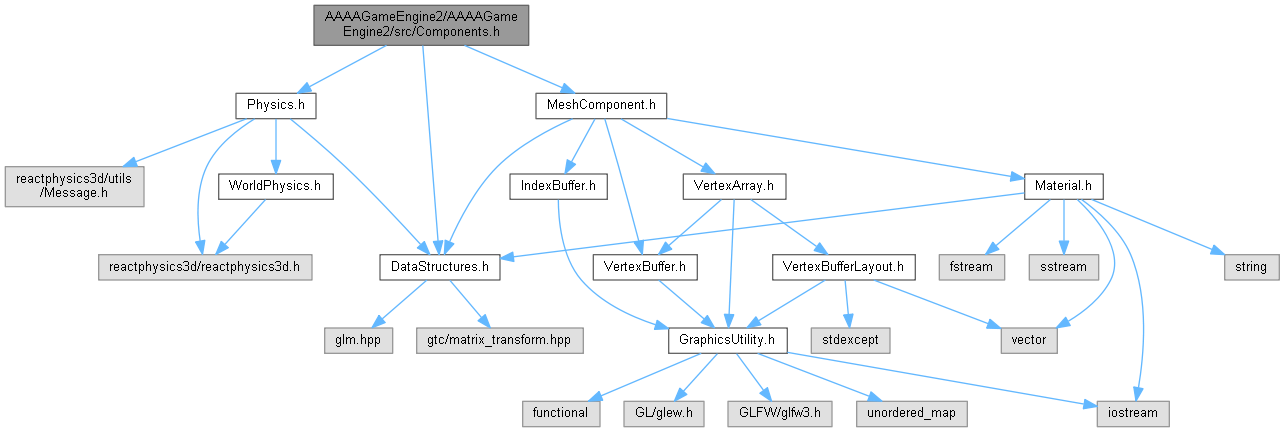 AAAAGameEngine2/AAAAGame
Engine2/src/Components.h
Physics.h
MeshComponent.h
reactphysics3d/utils
/Message.h
WorldPhysics.h
IndexBuffer.h
VertexArray.h
Material.h
reactphysics3d/reactphysics3d.h
DataStructures.h
VertexBuffer.h
VertexBufferLayout.h
fstream
sstream
string
glm.hpp
gtc/matrix_transform.hpp
GraphicsUtility.h
stdexcept
vector
functional
GL/glew.h
GLFW/glfw3.h
unordered_map
iostream